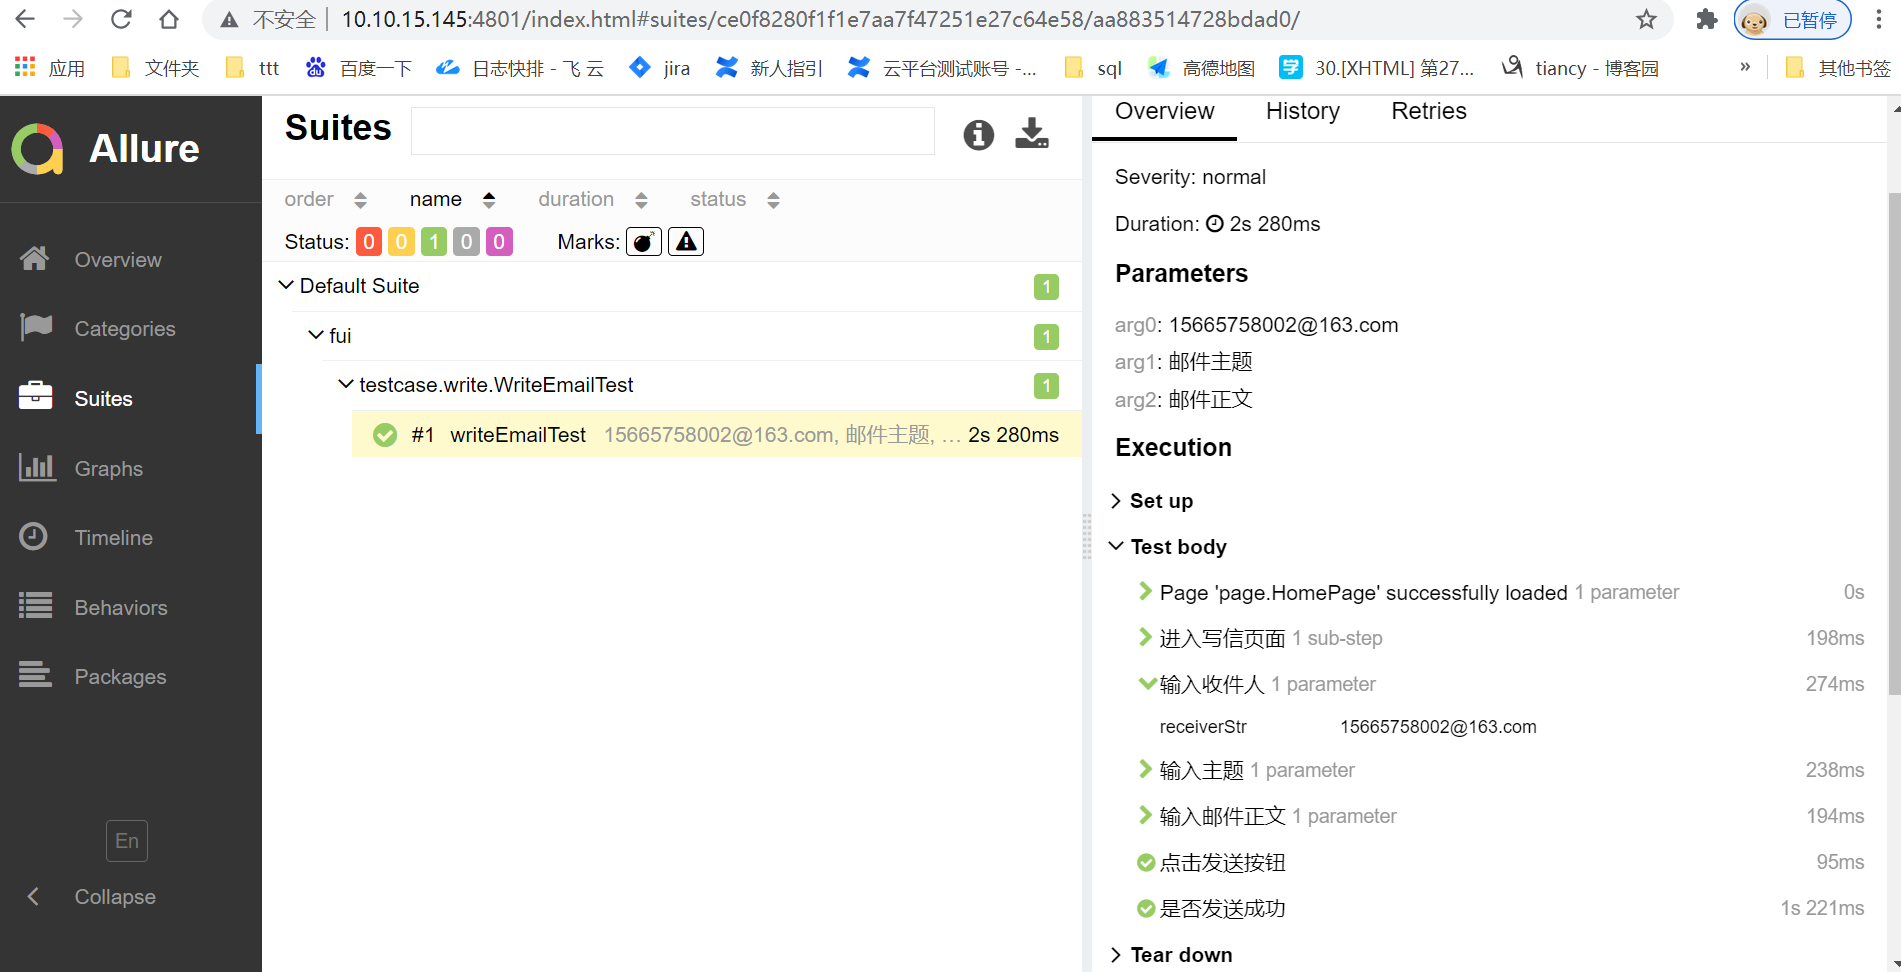 不安全 10.10.15.145:4801/index.html#suites/ce0f8280f1f1e7aa7f47251e27c64e58/aa883514728bdad0/ 已暂停
应用 文件夹 ttt 百度一下 日志快排 - 飞 云 jira 新人指引 云平台测试账号 -... sql 高德地图 学 30.[XHTML] 第27... tiancy - 博客园 » 其他书签
Allure
Overview
Categories
Suites
Graphs
Timeline
Behaviors
Packages
En
Collapse
Suites
order name duration status
Status: 0 0 1 0 0 Marks:
Default Suite 1
fui 1
testcase.write.WriteEmailTest 1
#1 writeEmailTest 15665758002@163.com, 邮件主题, ... 2s 280ms
Overview History Retries
Severity: normal
Duration: 2s 280ms
Parameters
arg0: 15665758002@163.com
arg1: 邮件主题
arg2: 邮件正文
Execution
Set up
Test body
Page 'page.HomePage' successfully loaded 1 parameter 0s
进入写信页面 1 sub-step 198ms
输入收件人 1 parameter 274ms
receiverStr 15665758002@163.com
输入主题 1 parameter 238ms
输入邮件正文 1 parameter 194ms
点击发送按钮 95ms
是否发送成功 1s 221ms
Tear down